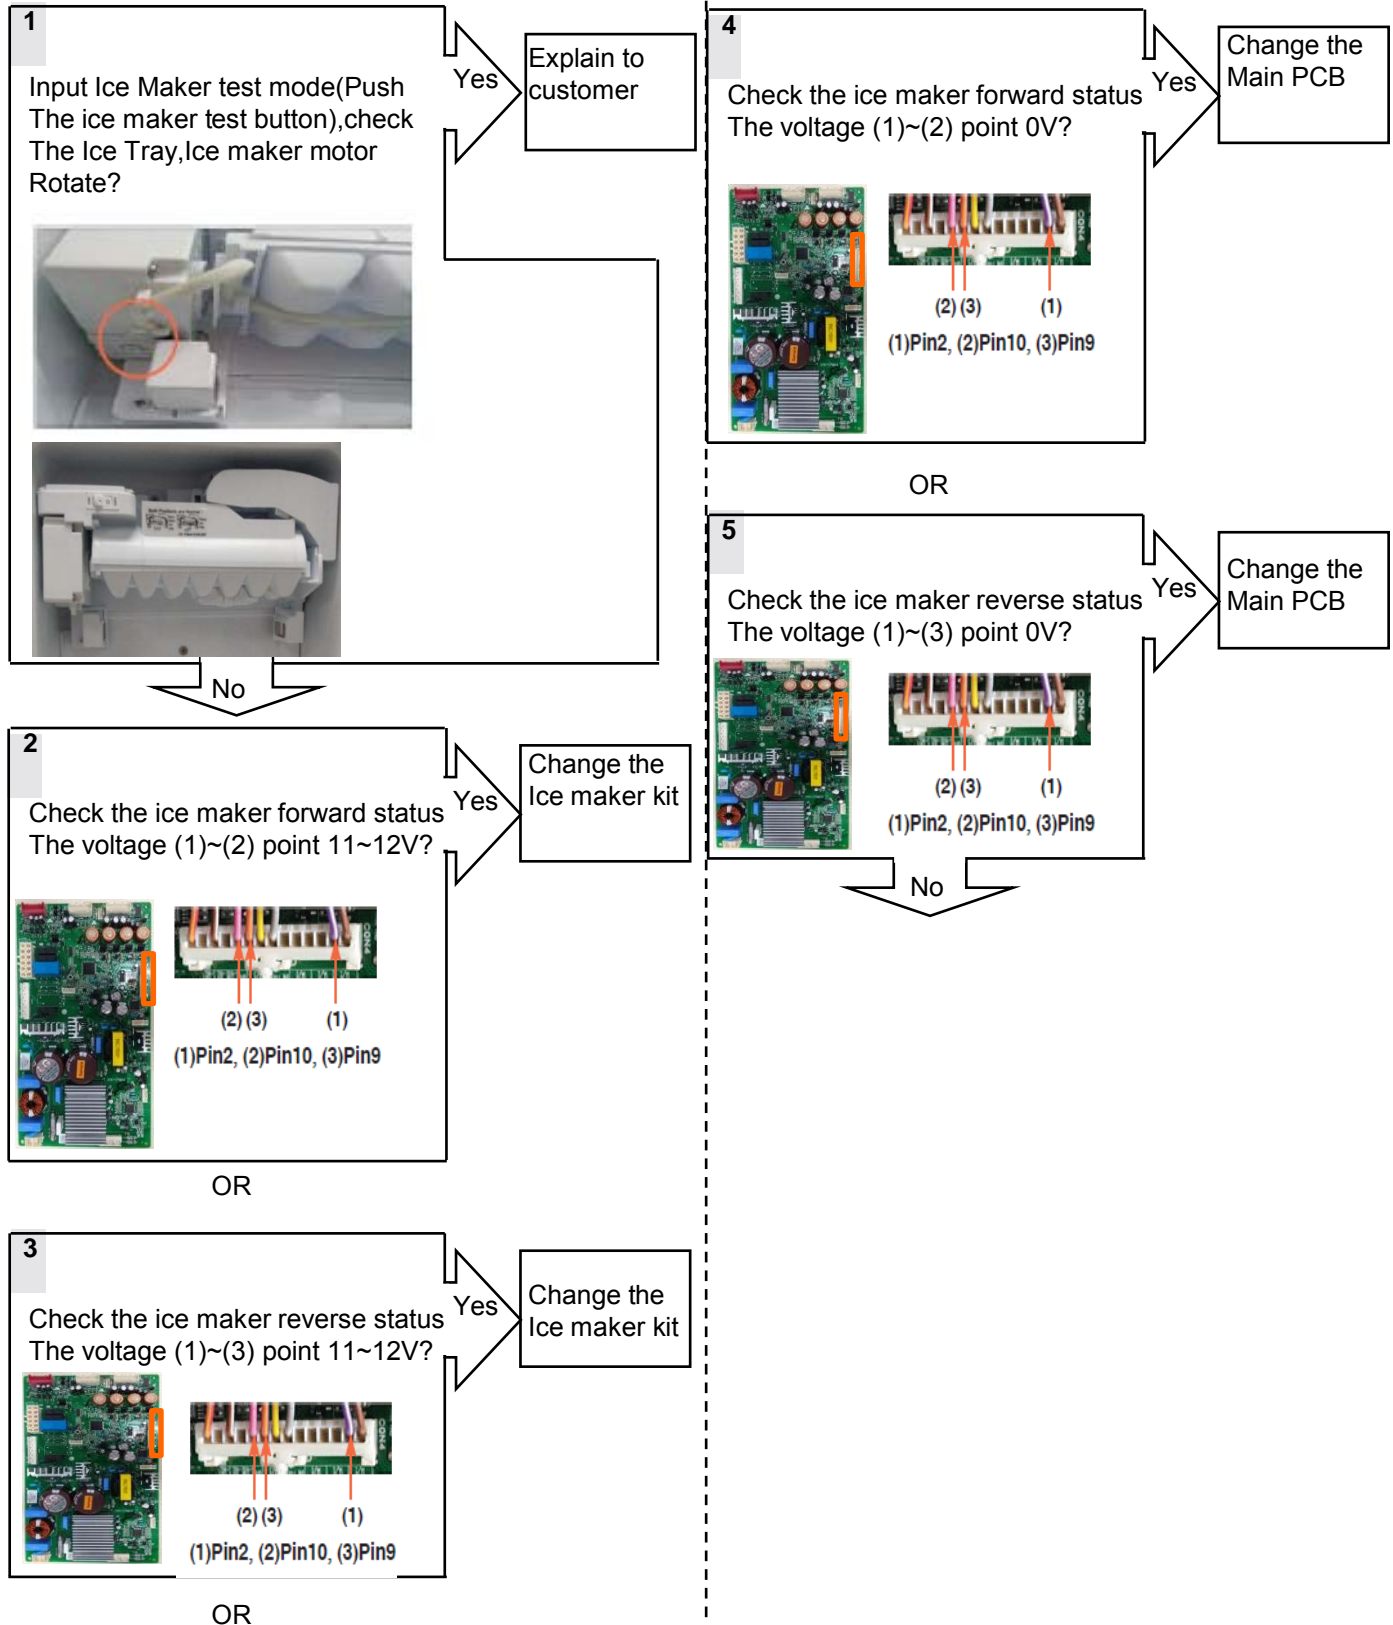 1
Input Ice Maker test mode(Push
The ice maker test button),check
The Ice Tray,Ice maker motor
Rotate?
Yes
Explain to
customer
No
2
Check the ice maker forward status
The voltage (1)~(2) point 11~12V?
Yes
Change the
Ice maker kit
CON4
(2) (3) (1)
(1)Pin2, (2)Pin10, (3)Pin9
OR
3
Check the ice maker reverse status
The voltage (1)~(3) point 11~12V?
Yes
Change the
Ice maker kit
CON4
(2) (3) (1)
(1)Pin2, (2)Pin10, (3)Pin9
OR
4
Check the ice maker forward status
The voltage (1)~(2) point 0V?
Yes
Change the
Main PCB
CON4
(2) (3) (1)
(1)Pin2, (2)Pin10, (3)Pin9
OR
5
Check the ice maker reverse status
The voltage (1)~(3) point 0V?
Yes
Change the
Main PCB
CON4
(2) (3) (1)
(1)Pin2, (2)Pin10, (3)Pin9
No